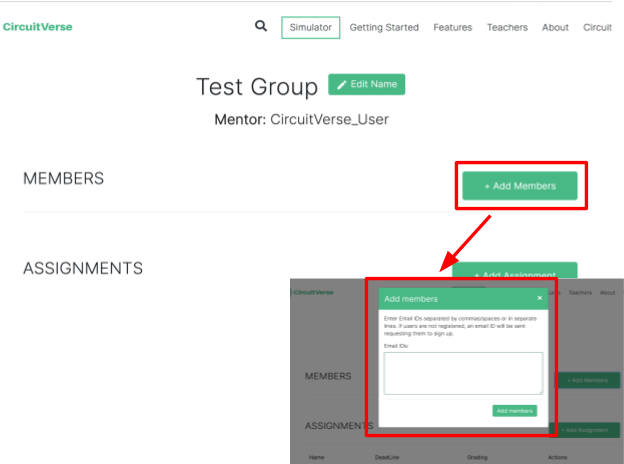 CircuitVerse
Simulator
Getting Started
Features
Teachers
About
Circuit
Test Group
Edit Name
Mentor: CircuitVerse_User
MEMBERS
+ Add Members
ASSIGNMENTS
+ Add Assignment
CircuitVerse
Teachers
About
Add members
×
Enter Email IDs separated by commas/spaces or in separate
lines. If users are not registered, an email ID will be sent
requesting them to sign up.
Email IDs:
Add members
MEMBERS
+ Add Members
ASSIGNMENTS
+ Add Assignment
Name
DeadLine
Grading
Actions